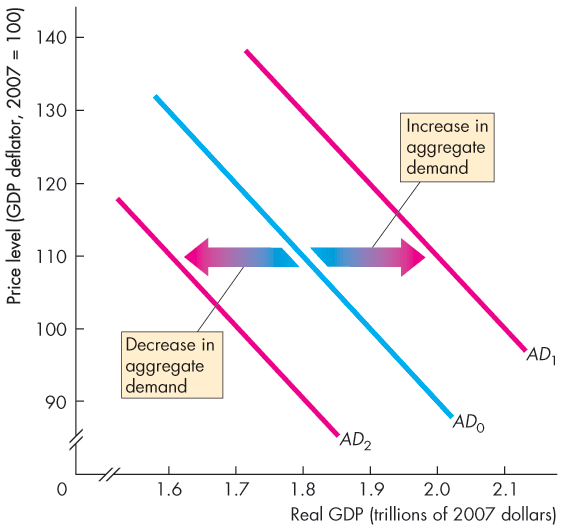 Price level (GDP deflator, 2007 = 100)
140
130
120
110
100
90
0
Increase in
aggregate
demand
Decrease in
aggregate
demand
AD1
AD0
AD2
1.6
1.7
1.8
1.9
2.0
2.1
Real GDP (trillions of 2007 dollars)